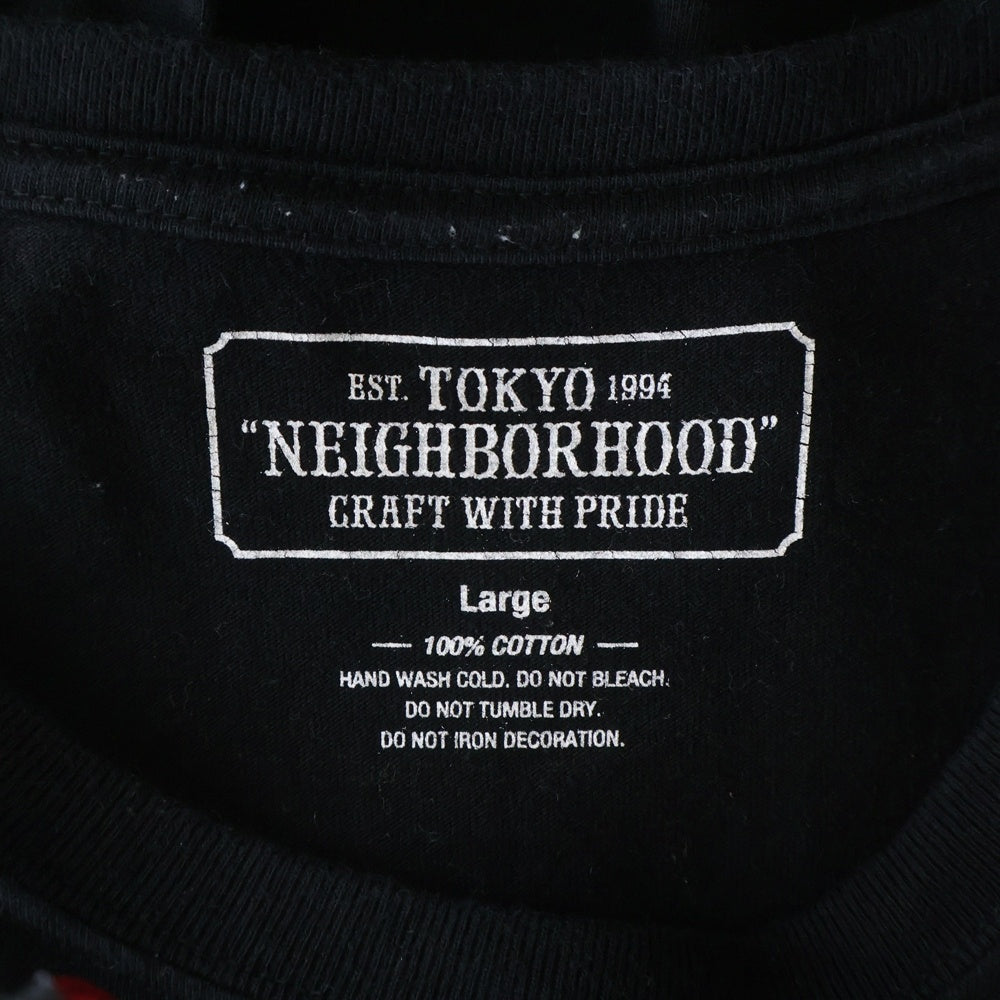 EST. TOKYO 1994
“NEIGHBORHOOD”
CRAFT WITH PRIDE
Large
— 100% COTTON —
HAND WASH COLD. DO NOT BLEACH.
DO NOT TUMBLE DRY.
DO NOT IRON DECORATION.